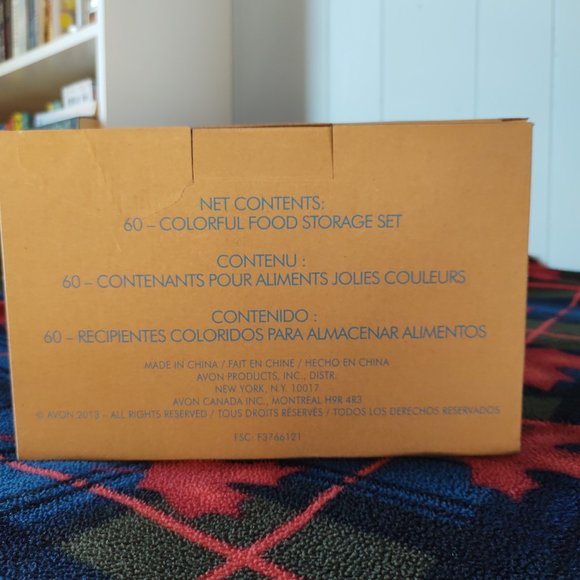 NET CONTENTS:
60 – COLORFUL FOOD STORAGE SET
CONTENU :
60 – CONTENANTS POUR ALIMENTS JOLIES COULEURS
CONTENIDO :
60 – RECIPIENTES COLORIDOS PARA ALMACENAR ALIMENTOS
MADE IN CHINA / FAIT EN CHINE / HECHO EN CHINA
AVON PRODUCTS, INC., DISTR.
NEW YORK, N.Y. 10017.
AVON CANADA INC., MONTREAL H9R 4R3
© AVON 2013 – ALL RIGHTS RESERVED / TOUS DROITS RÉSERVÉS / TODOS LOS DERECHOS RESERVADOS
FSC: F3766121